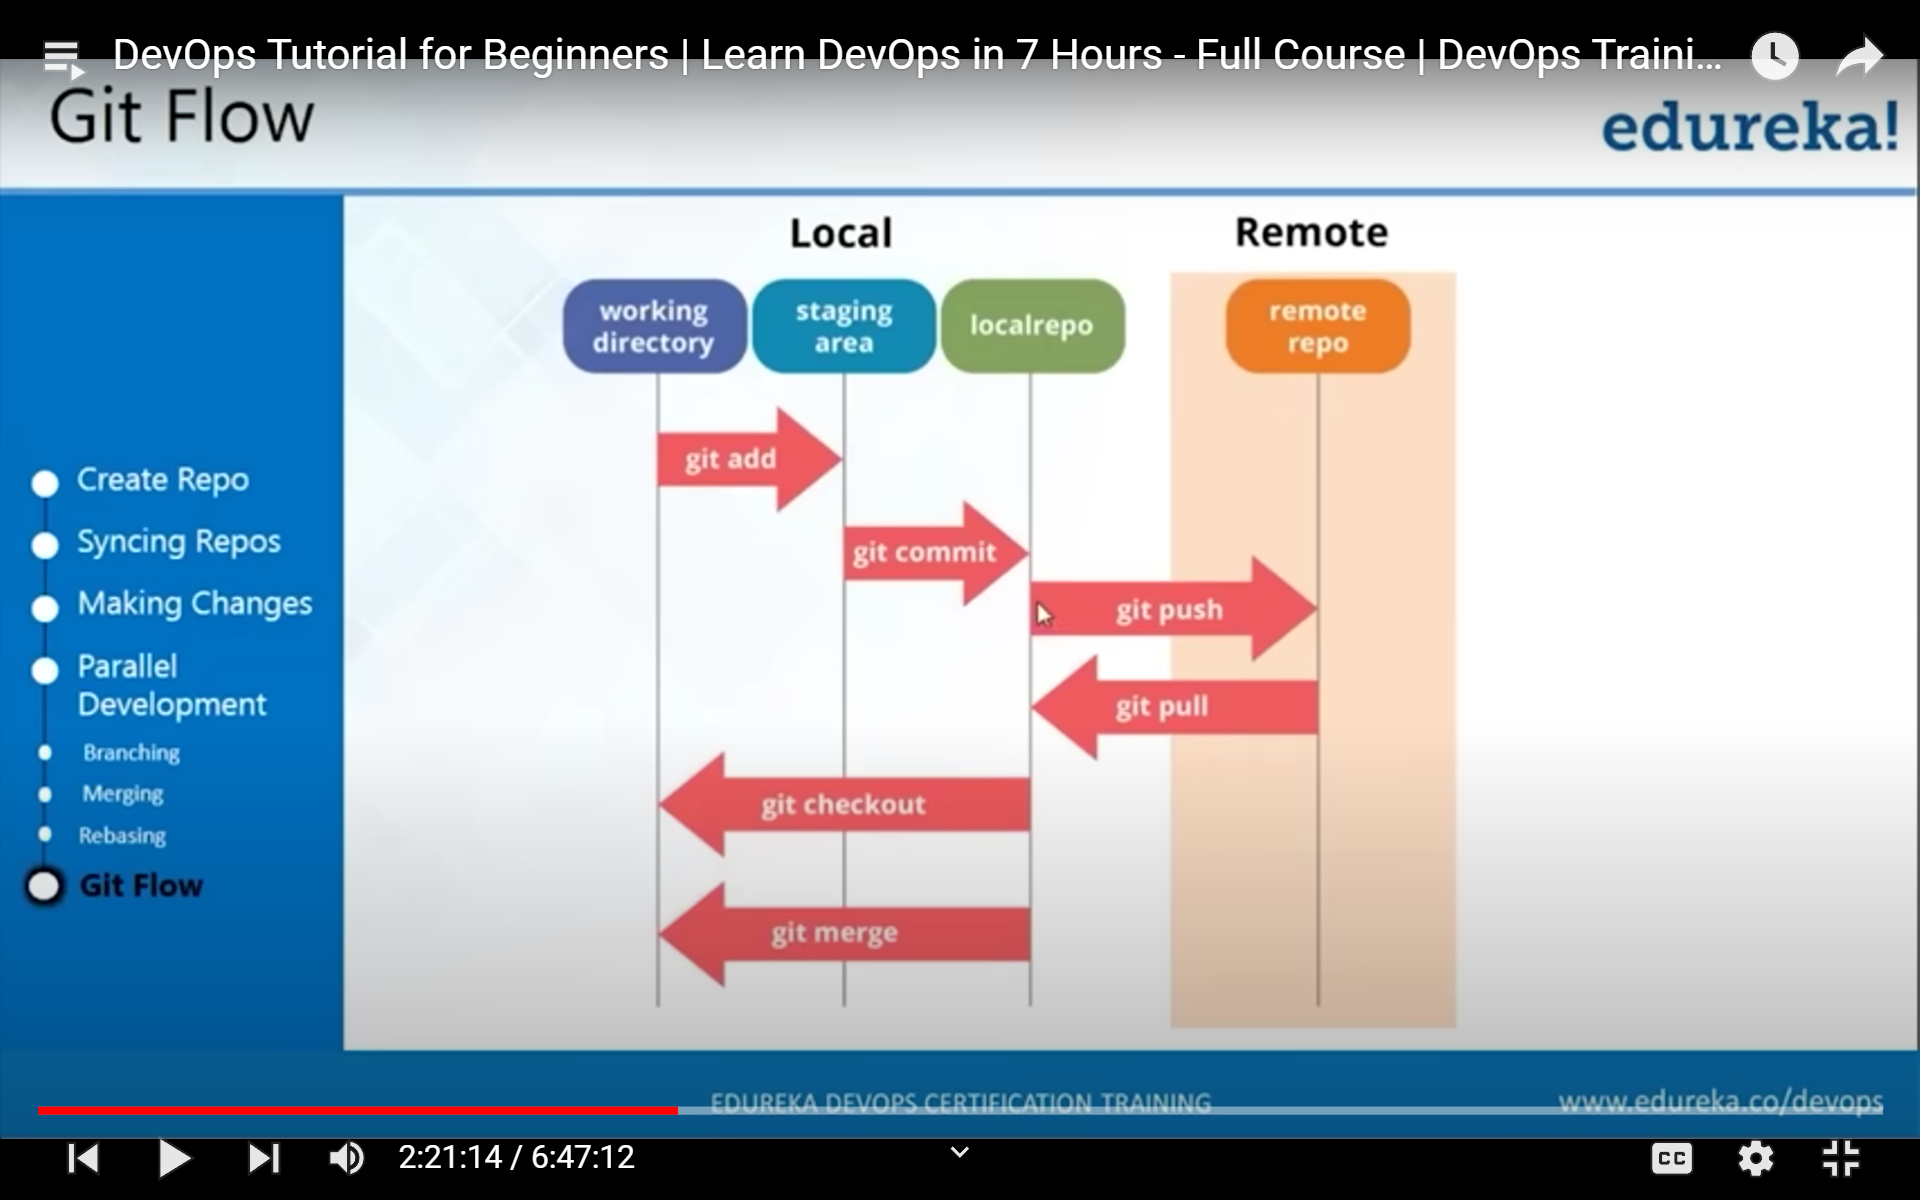 DevOps Tutorial for Beginners | Learn DevOps in 7 Hours - Full Course | DevOps Traini...
Git Flow
edureka!
Local
Remote
working
directory
staging
area
localrepo
remote
repo
git add
git commit
git push
git pull
git checkout
git merge
Create Repo
Syncing Repos
Making Changes
Parallel
Development
Branching
Merging
Rebasing
Git Flow
EDUREKA DEVOPS CERTIFICATION TRAINING
www.edureka.co/devops
2:21:14 / 6:47:12
CC